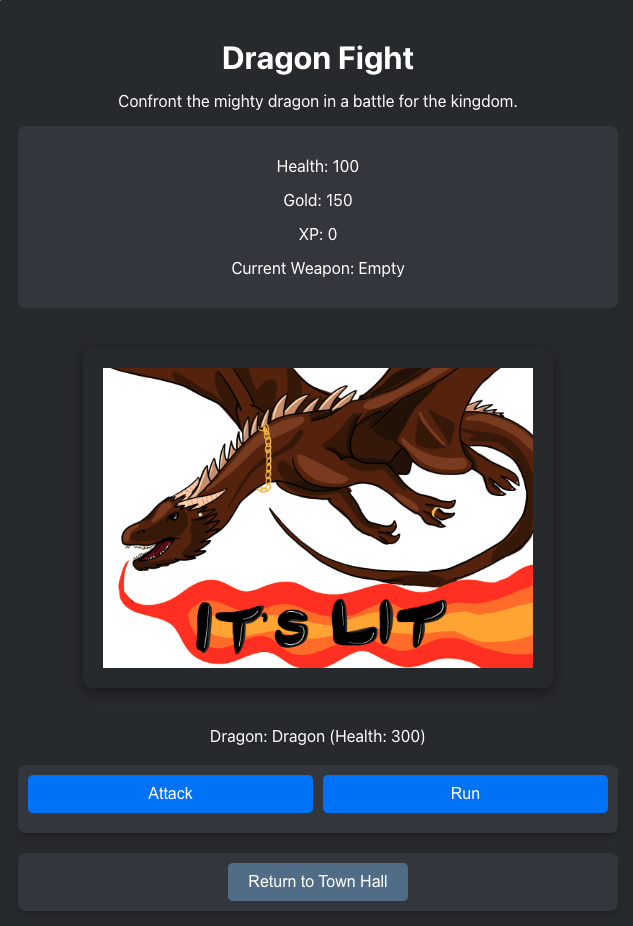 Dragon Fight
Confront the mighty dragon in a battle for the kingdom.
Health: 100
Gold: 150
XP: 0
Current Weapon: Empty
IT'S LIT
Dragon: Dragon (Health: 300)
Attack
Run
Return to Town Hall